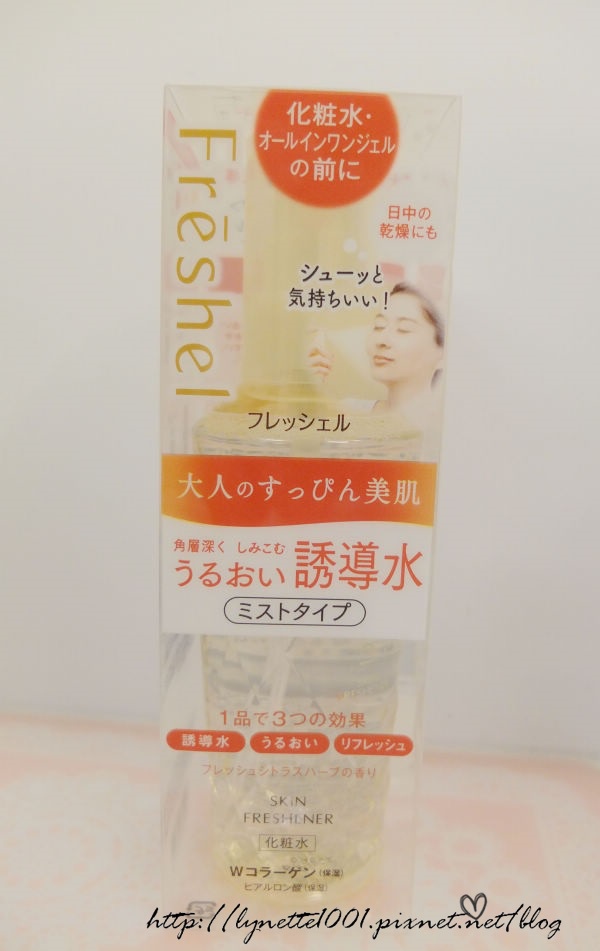 化粧水・
オールインワンジェル
の前に
Frēshel
日中の
乾燥にも
シューッと
気持ちいい!
フレッシェル
大人のすっぴん美肌
角層深く しみこむ
うるおい誘導水
ミストタイプ
1品で3つの効果
誘導水 うるおい リフレッシュ
フレッシュシトラスハーブの香り
SKIN
FRESHENER
化粧水
Wコラーゲン(保湿)
ヒアルロン酸(保湿)
http://lynette1001.pixnet.net/blog